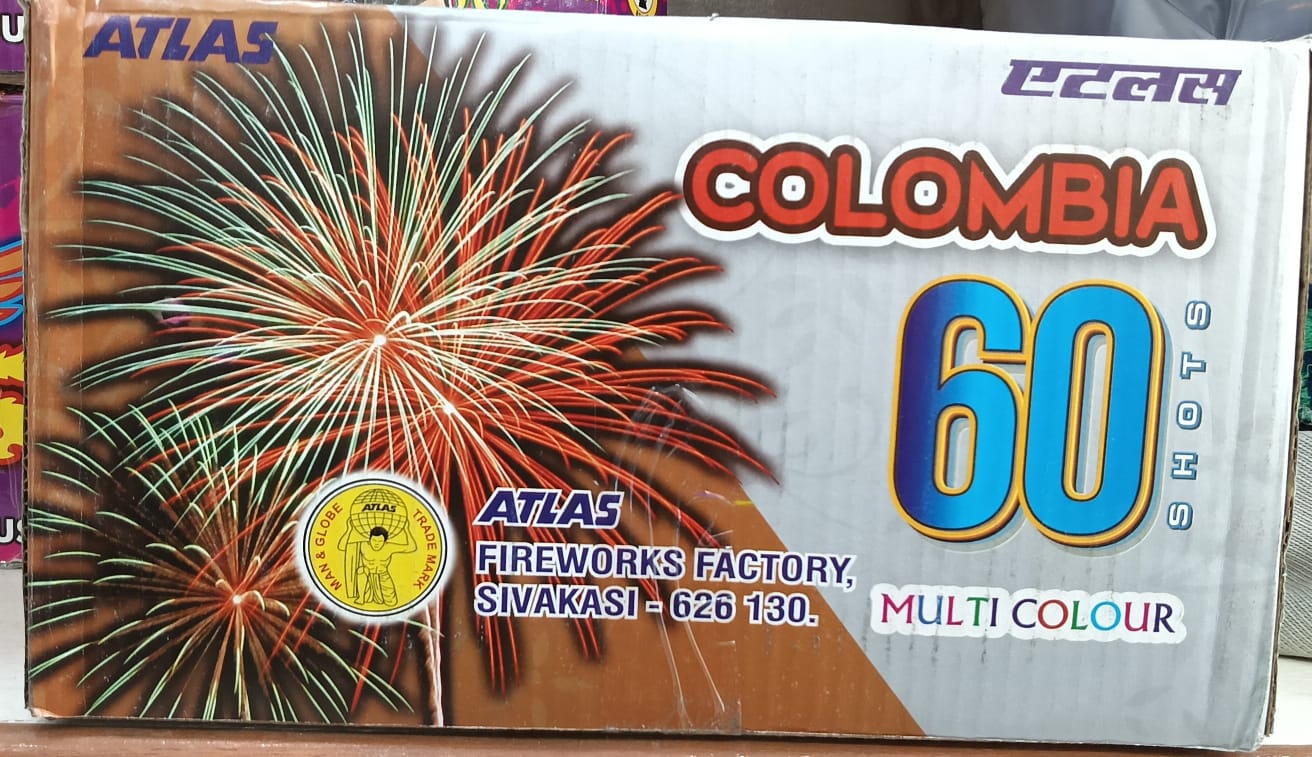 ATLAS
एटलस
COLOMBIA
60
SHOTS
MULTI COLOUR
ATLAS
MAN & GLOBE TRADE MARK
ATLAS
FIREWORKS FACTORY,
SIVAKASI - 626 130.